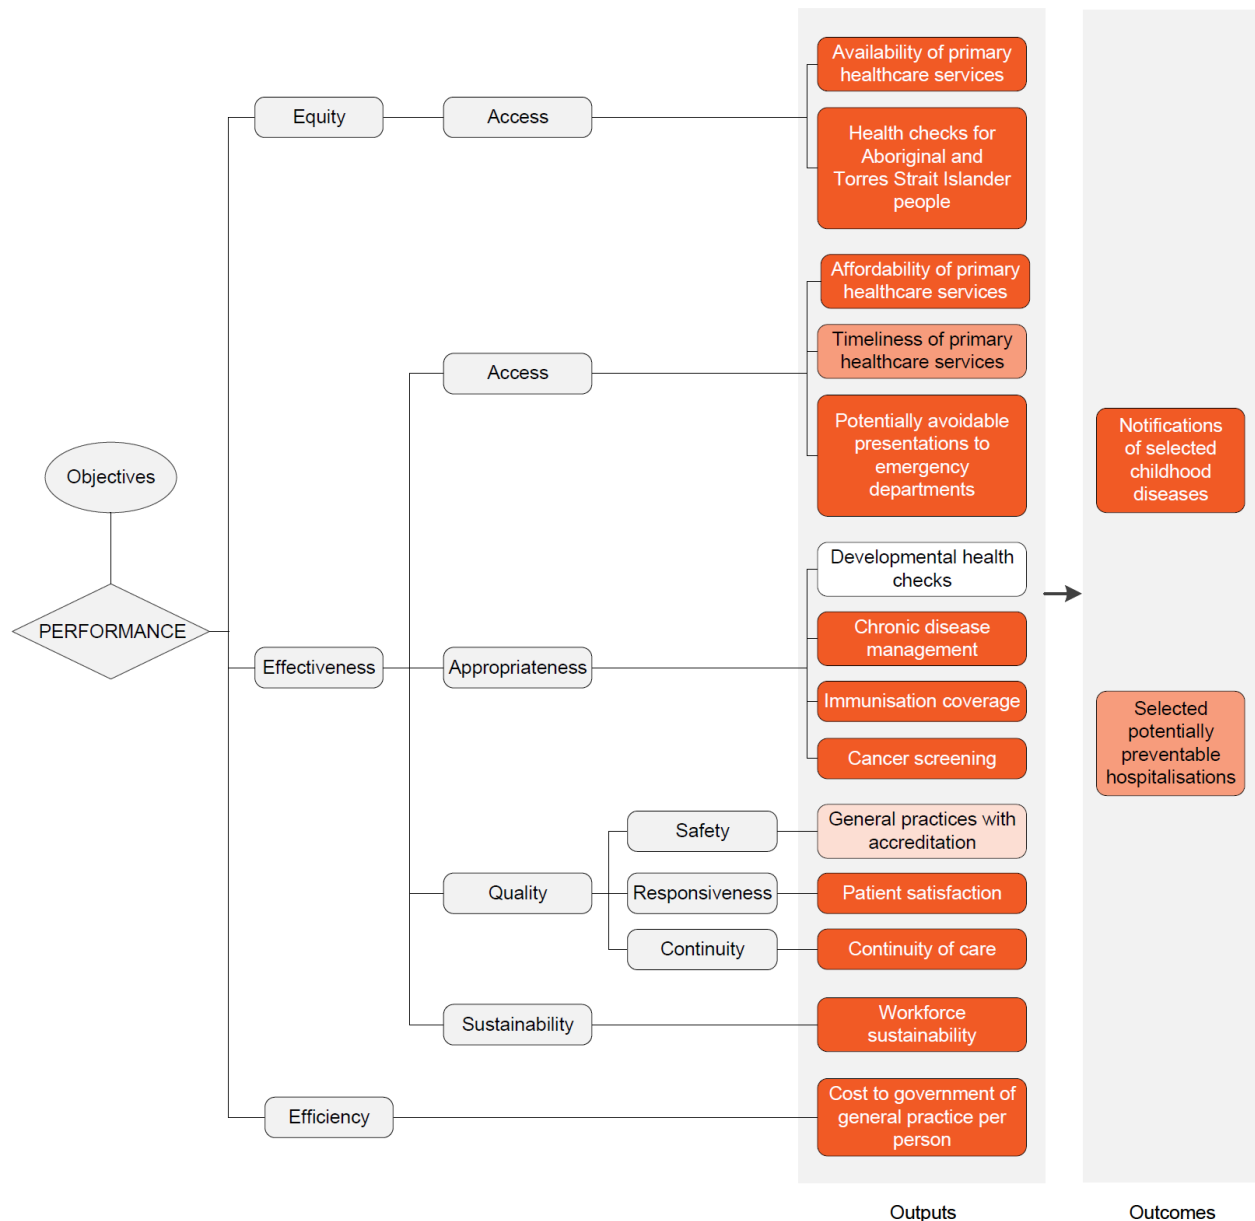 Objectives
PERFORMANCE
Equity
Access
Availability of primary
healthcare services
Health checks for
Aboriginal and
Torres Strait Islander
people
Effectiveness
Access
Affordability of primary
healthcare services
Timeliness of primary
healthcare services
Potentially avoidable
presentations to
emergency
departments
Appropriateness
Developmental health
checks
Chronic disease
management
Immunisation coverage
Cancer screening
Quality
Safety
General practices with
accreditation
Responsiveness
Patient satisfaction
Continuity
Continuity of care
Sustainability
Workforce
sustainability
Efficiency
Cost to government of
general practice per
person
Notifications
of selected
childhood
diseases
Selected
potentially
preventable
hospitalisations
Outputs
Outcomes